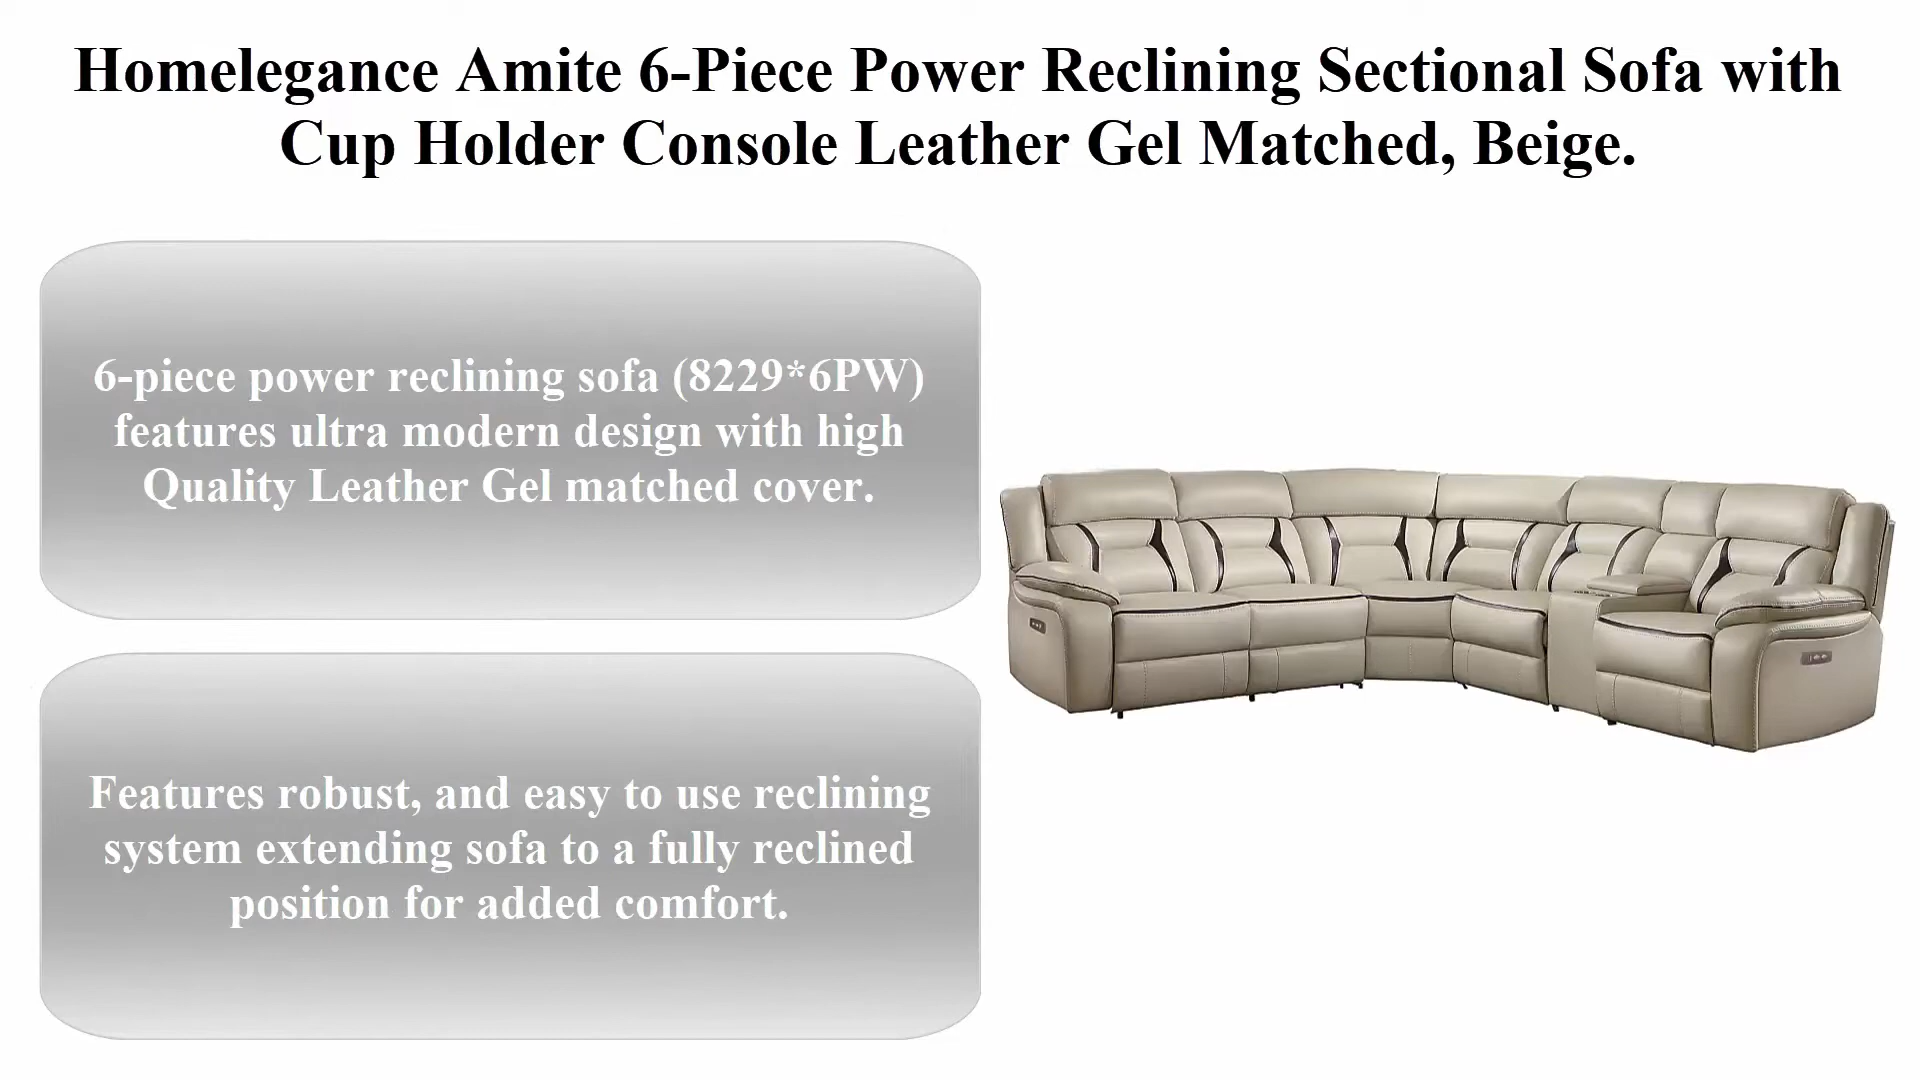 Homelegance Amite 6-Piece Power Reclining Sectional Sofa with
Cup Holder Console Leather Gel Matched, Beige.
6-piece power reclining sofa (8229*6PW)
features ultra modern design with high
Quality Leather Gel matched cover.
Features robust, and easy to use reclining
system extending sofa to a fully reclined
position for added comfort.